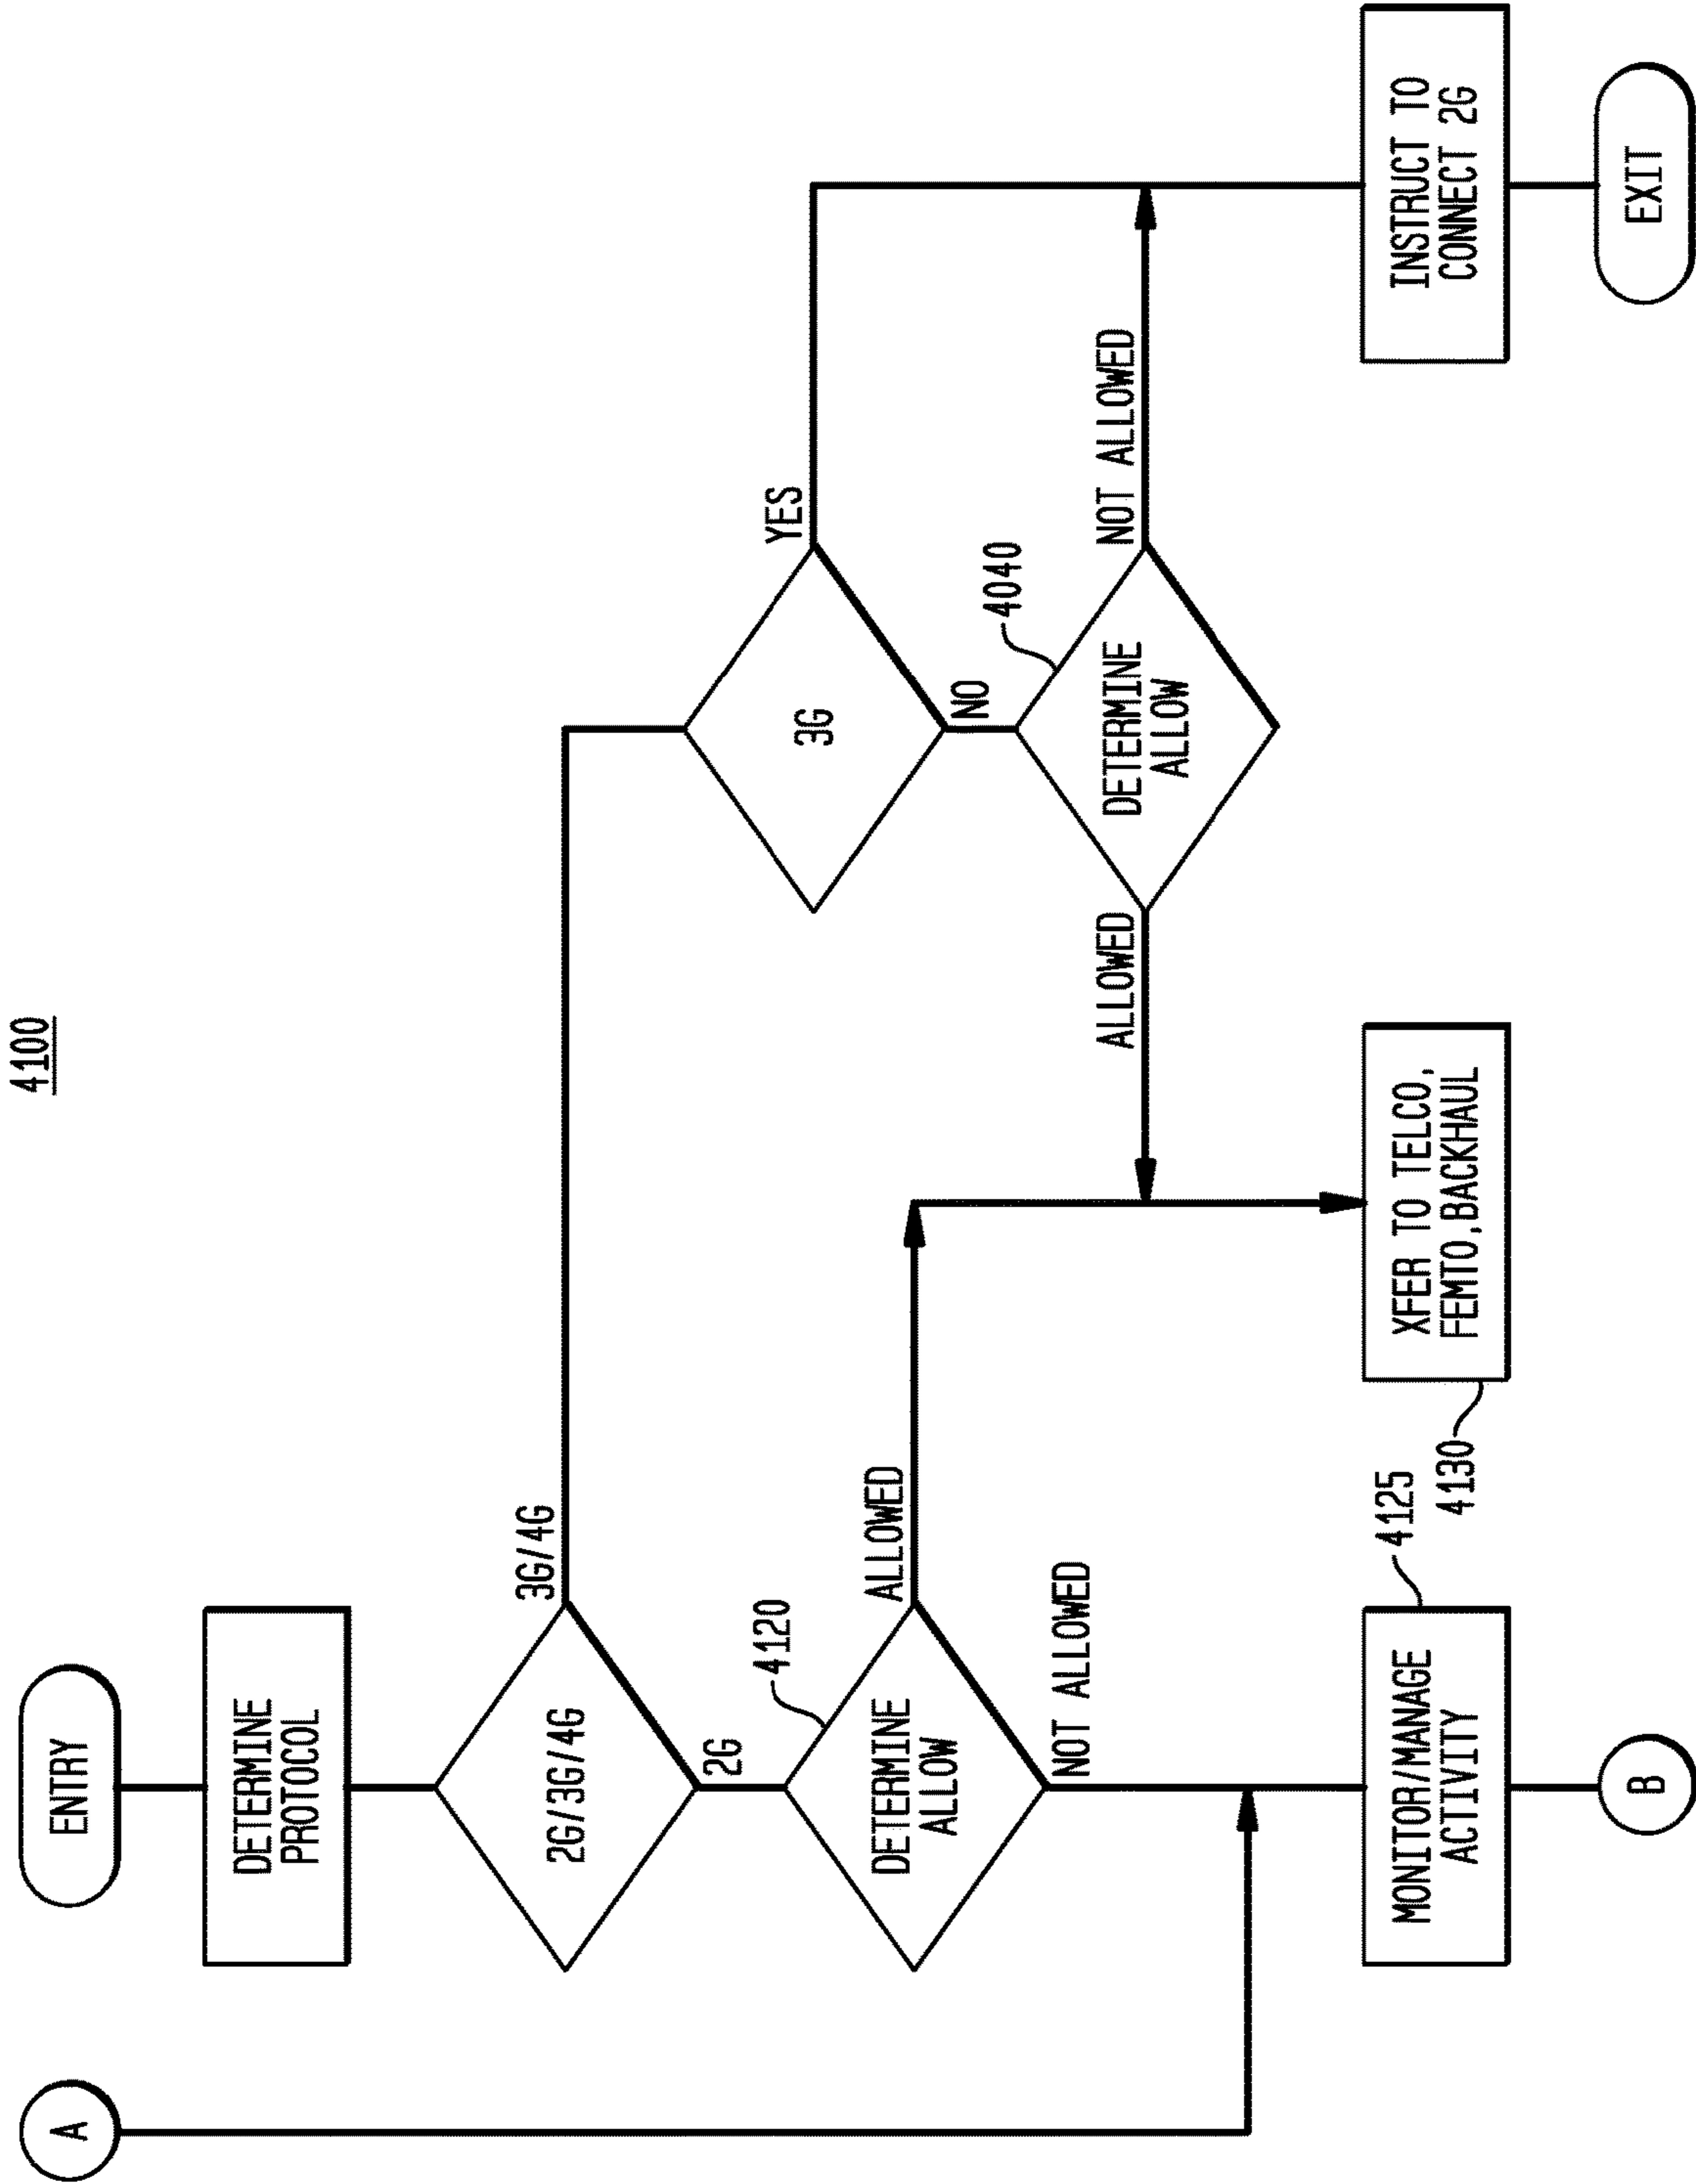 4100
A
ENTRY
DETERMINE
PROTOCOL
2G/3G/4G
3G/4G
2G
3G
YES
NO
4120
DETERMINE
ALLOW
ALLOWED
NOT ALLOWED
4040
DETERMINE
ALLOW
ALLOWED
NOT ALLOWED
MONITOR/MANAGE
ACTIVITY
4125
XFER TO TELCO,
FEMTO,BACKHAUL
4130
INSTRUCT TO
CONNECT 2G
B
EXIT